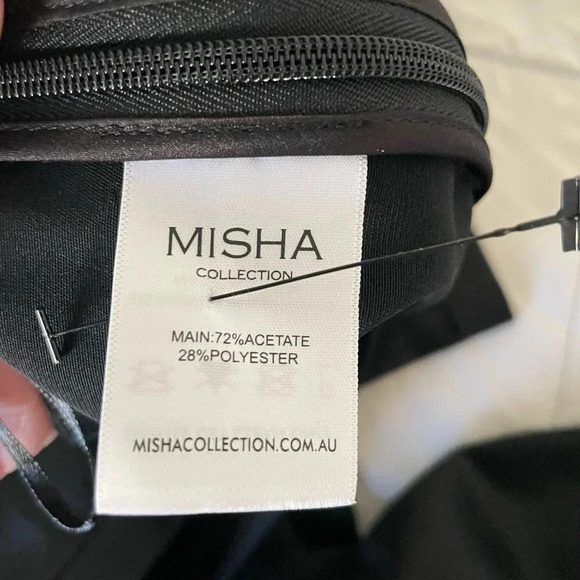 MISHA
COLLECTION
MAIN:72%ACETATE
28%POLYESTER
MISHACOLLECTION.COM.AU